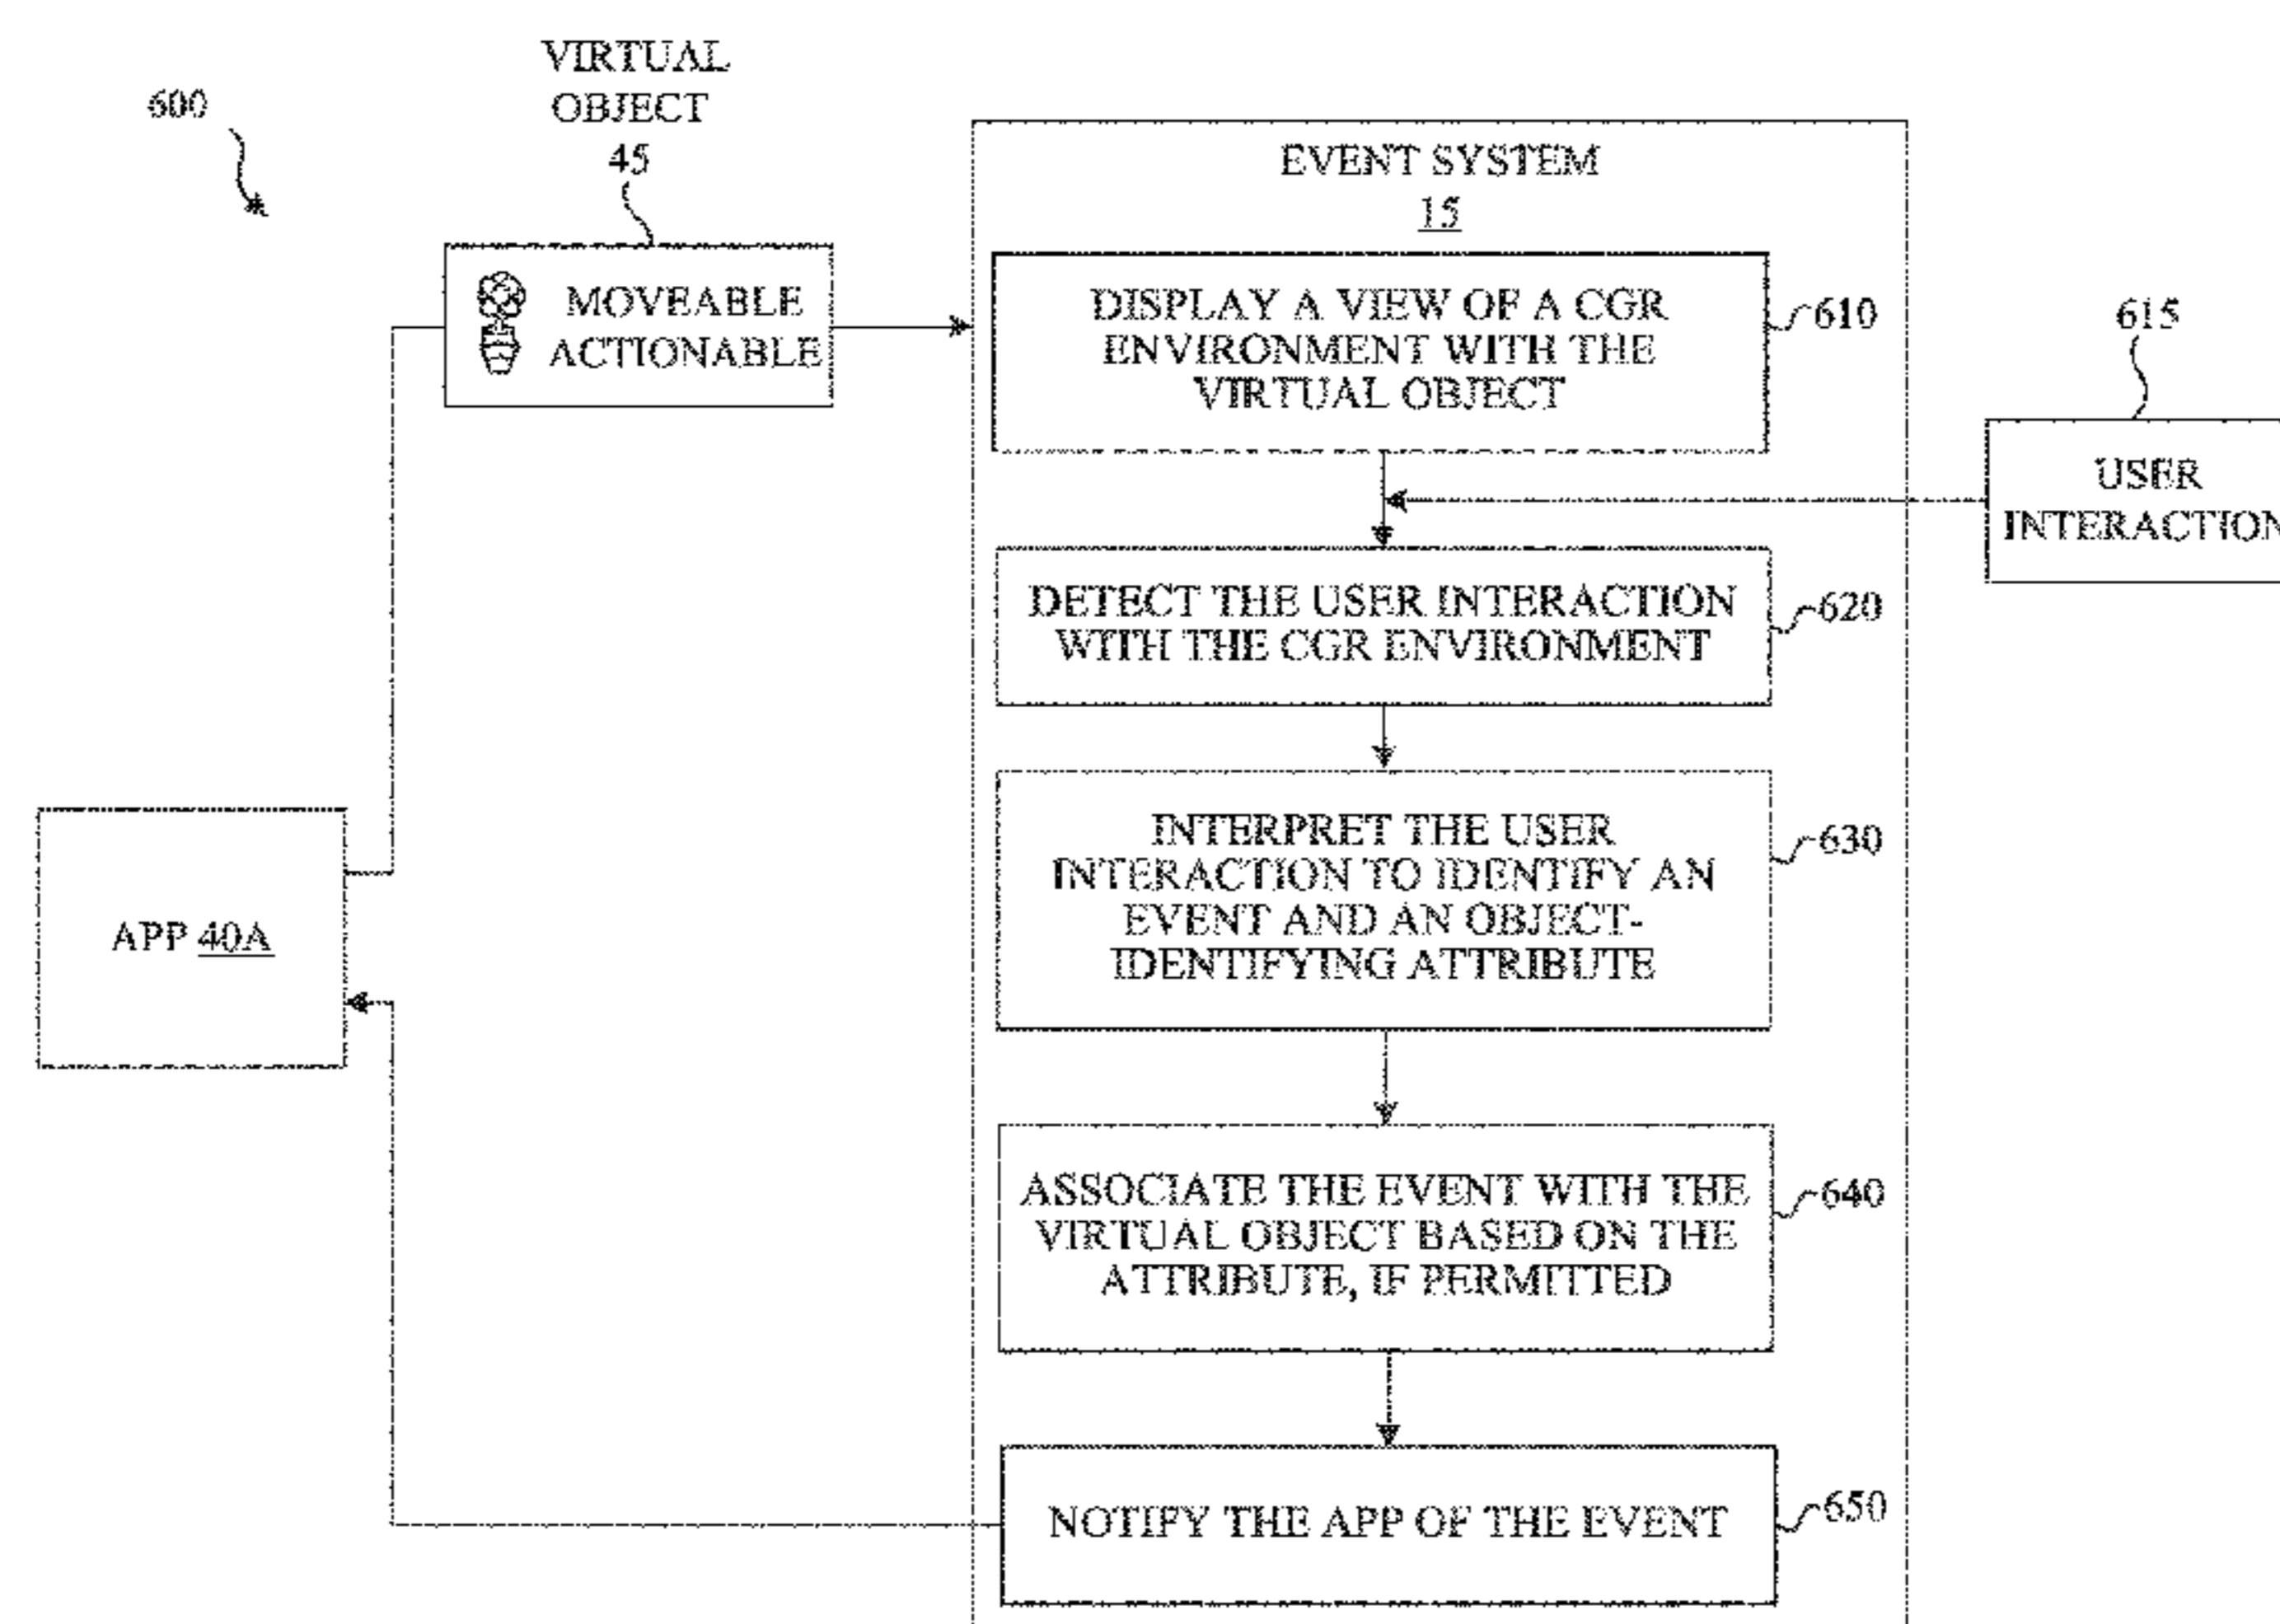 600
VIRTUAL
OBJECT
45
MOVEABLE
ACTIONABLE
EVENT SYSTEM
15
DISPLAY A VIEW OF A CGR
ENVIRONMENT WITH THE
VIRTUAL OBJECT
610
615
USER
INTERACTION
DETECT THE USER INTERACTION
WITH THE CGR ENVIRONMENT
620
INTERPRET THE USER
INTERACTION TO IDENTIFY AN
EVENT AND AN OBJECT-
IDENTIFYING ATTRIBUTE
630
APP 40A
ASSOCIATE THE EVENT WITH THE
VIRTUAL OBJECT BASED ON THE
ATTRIBUTE, IF PERMITTED
640
NOTIFY THE APP OF THE EVENT
650